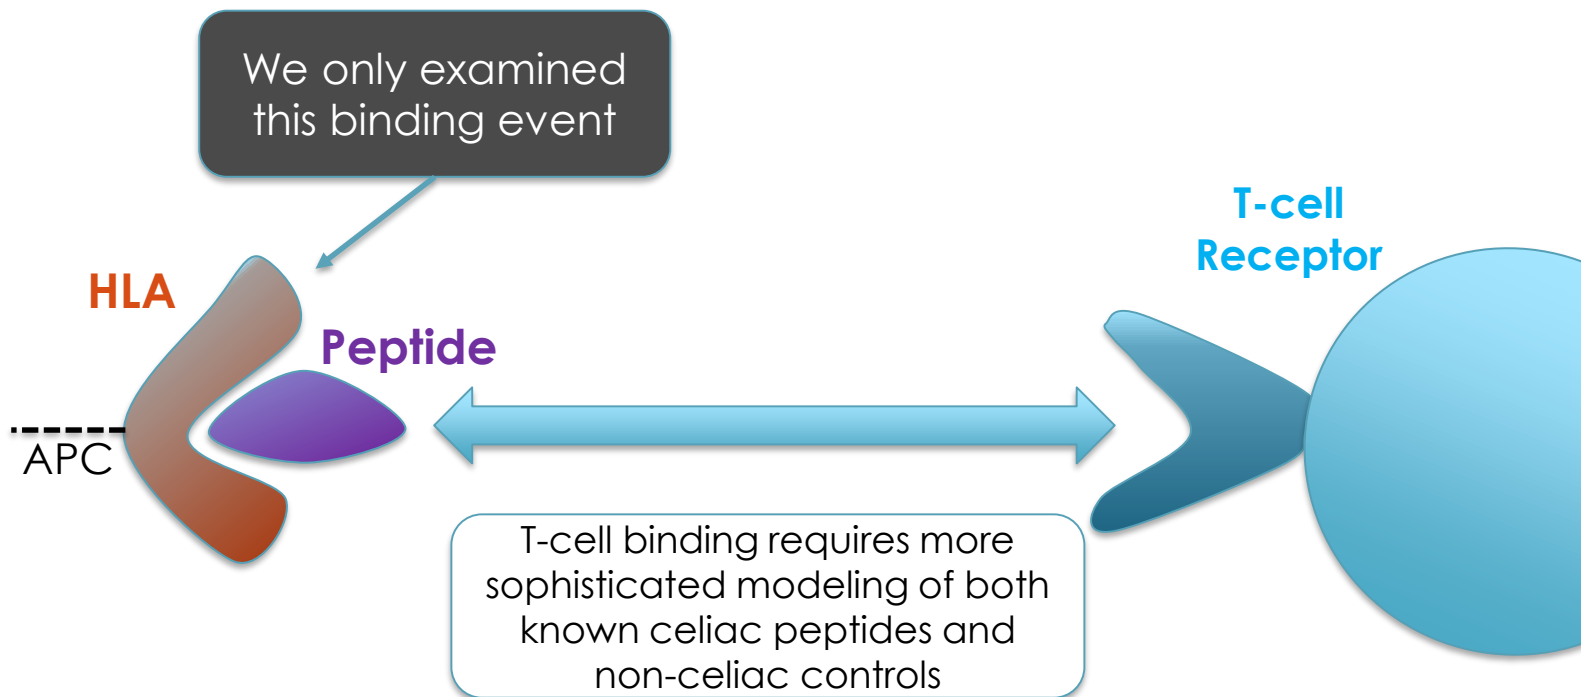 We only examined
this binding event
T-cell
Receptor
HLA
Peptide
APC
T-cell binding requires more
sophisticated modeling of both
known celiac peptides and
non-celiac controls